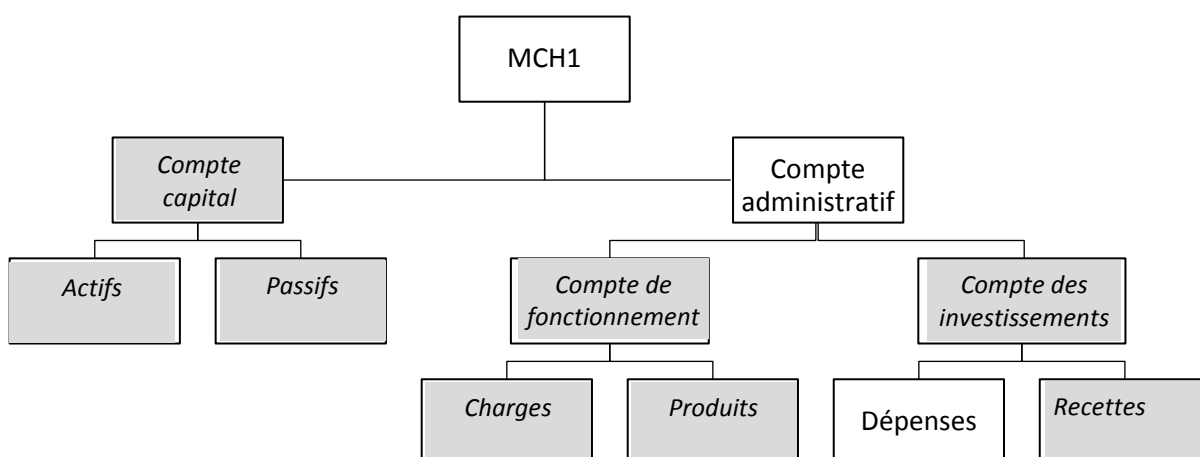 MCH1
Compte
capital
Compte
administratif
Actifs
Passifs
Compte de
fonctionnement
Compte des
investissements
Charges
Produits
Dépenses
Recettes